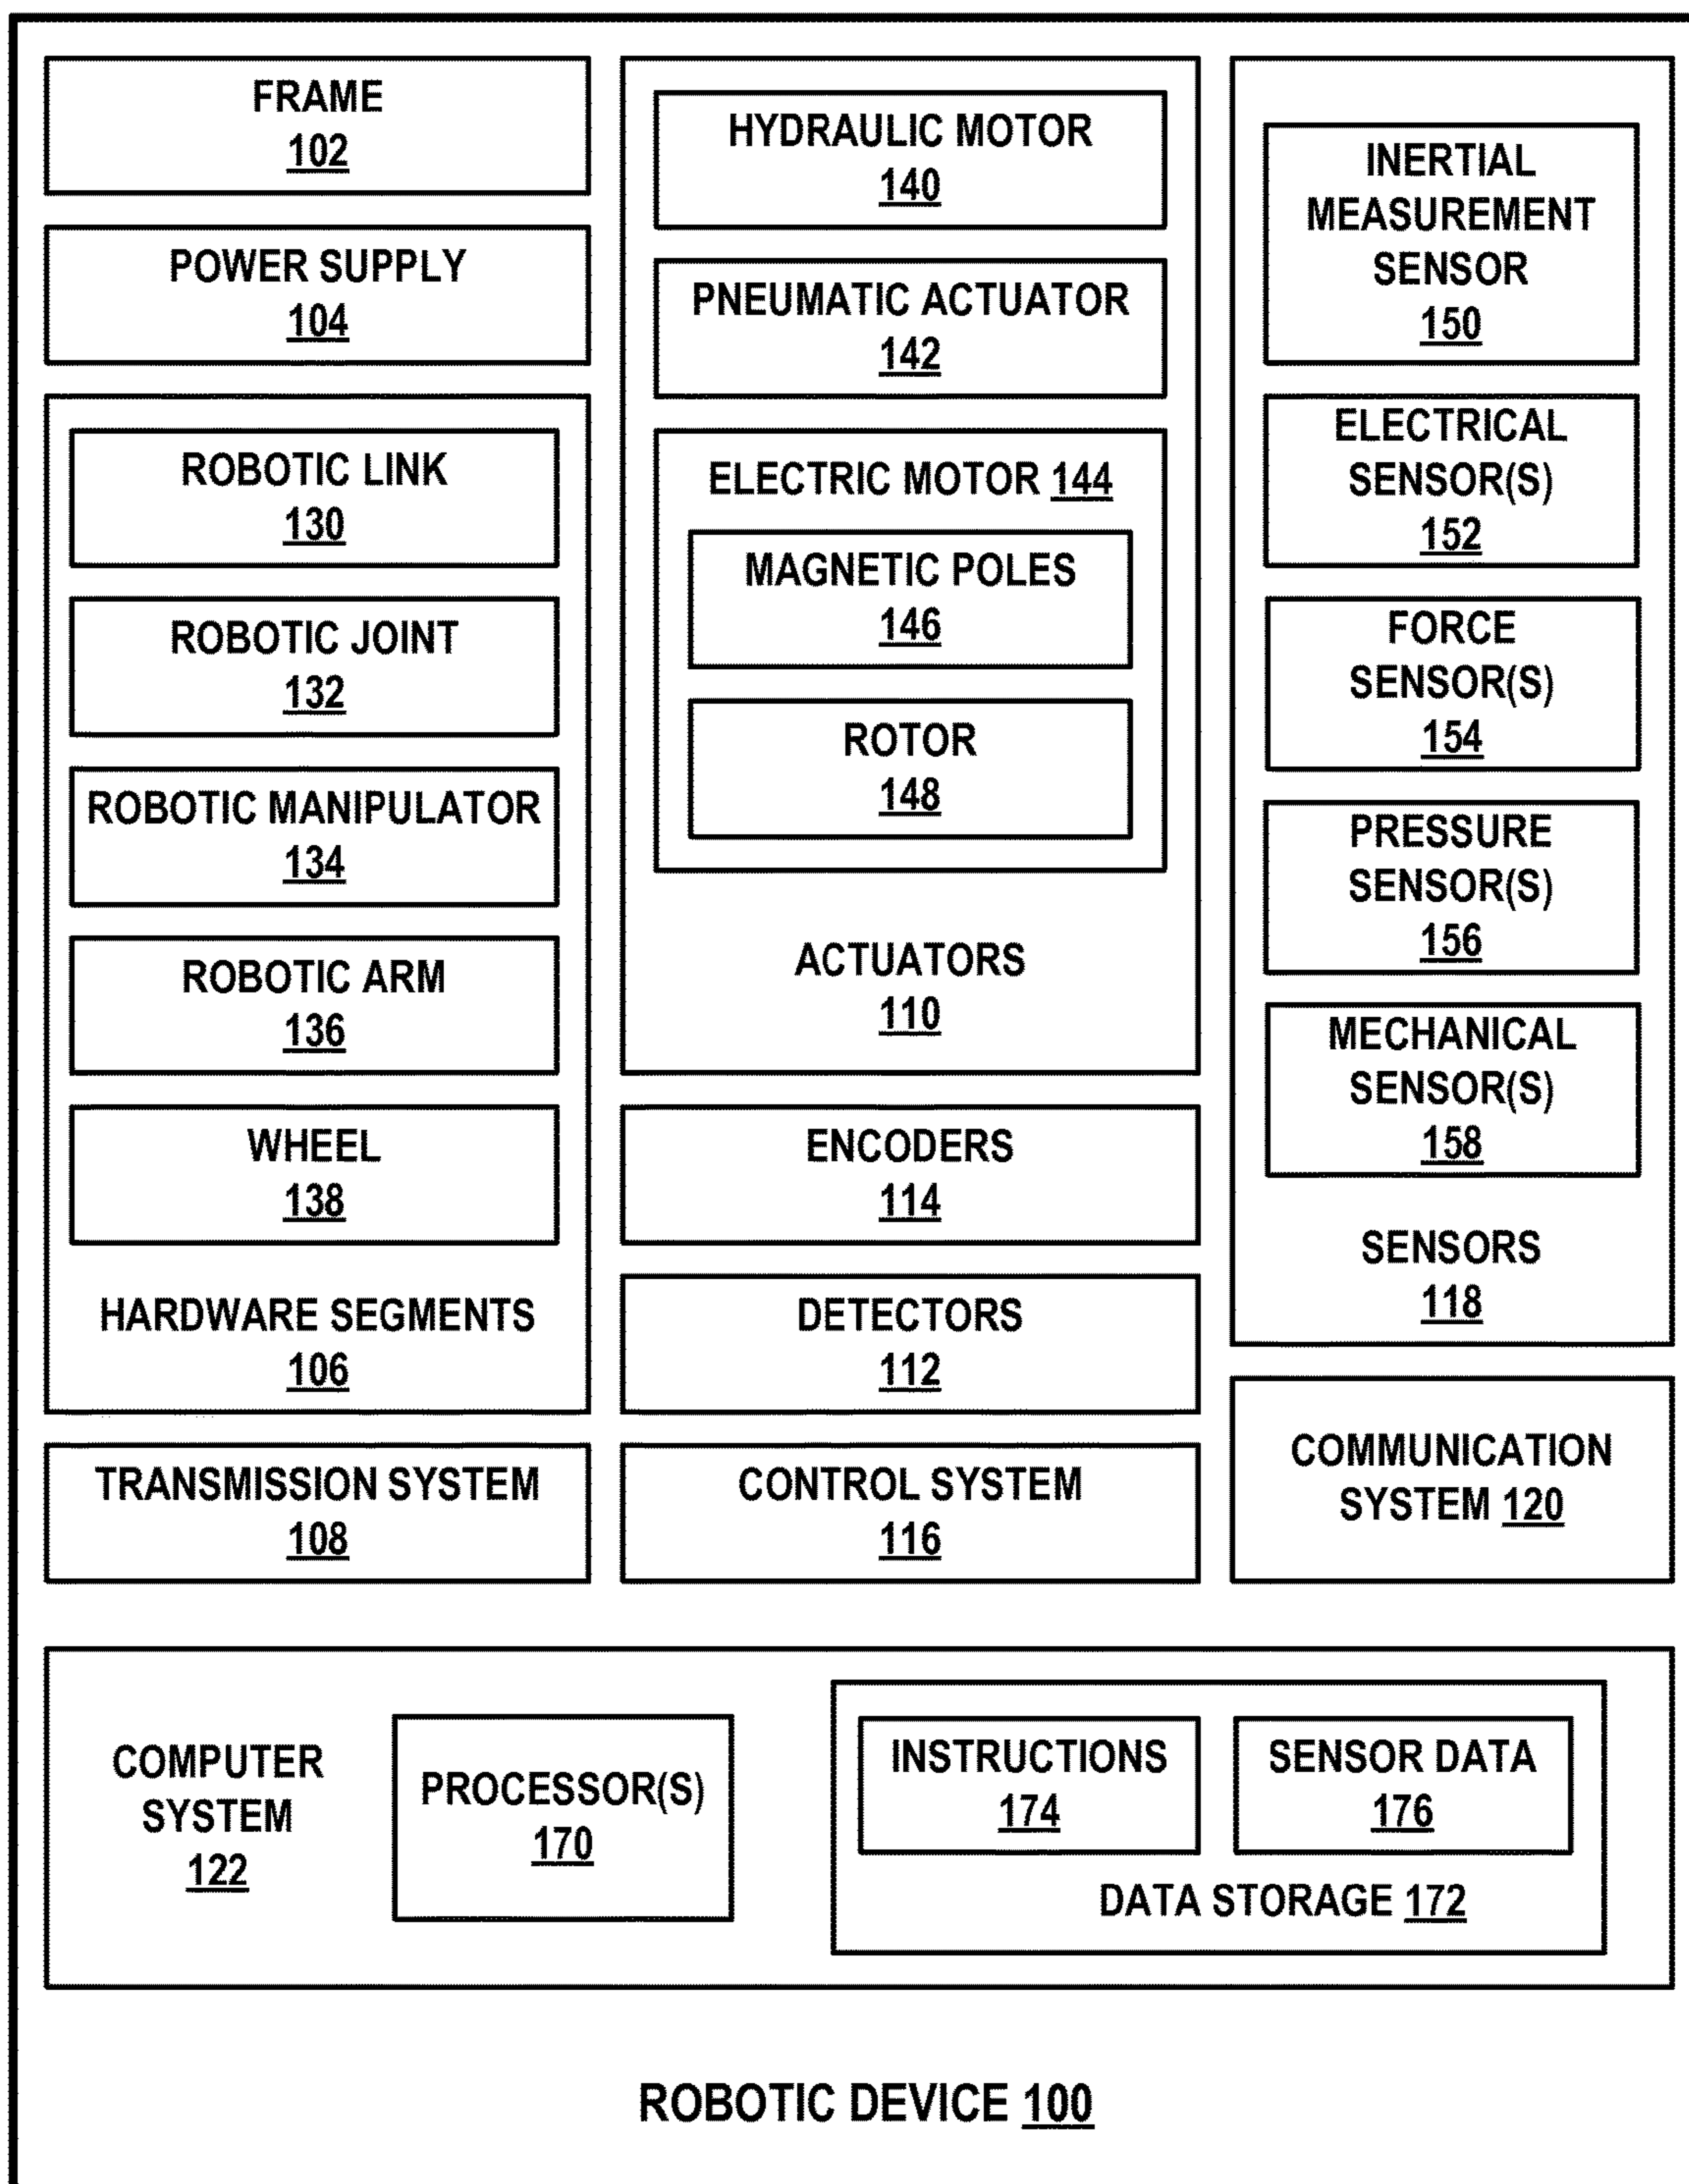 FRAME
102
POWER SUPPLY
104
ROBOTIC LINK
130
ROBOTIC JOINT
132
ROBOTIC MANIPULATOR
134
ROBOTIC ARM
136
WHEEL
138
HARDWARE SEGMENTS
106
TRANSMISSION SYSTEM
108
HYDRAULIC MOTOR
140
PNEUMATIC ACTUATOR
142
ELECTRIC MOTOR 144
MAGNETIC POLES
146
ROTOR
148
ACTUATORS
110
ENCODERS
114
DETECTORS
112
CONTROL SYSTEM
116
INERTIAL
MEASUREMENT
SENSOR
150
ELECTRICAL
SENSOR(S)
152
FORCE
SENSOR(S)
154
PRESSURE
SENSOR(S)
156
MECHANICAL
SENSOR(S)
158
SENSORS
118
COMMUNICATION
SYSTEM 120
COMPUTER
SYSTEM
122
PROCESSOR(S)
170
INSTRUCTIONS
174
SENSOR DATA
176
DATA STORAGE 172
ROBOTIC DEVICE 100